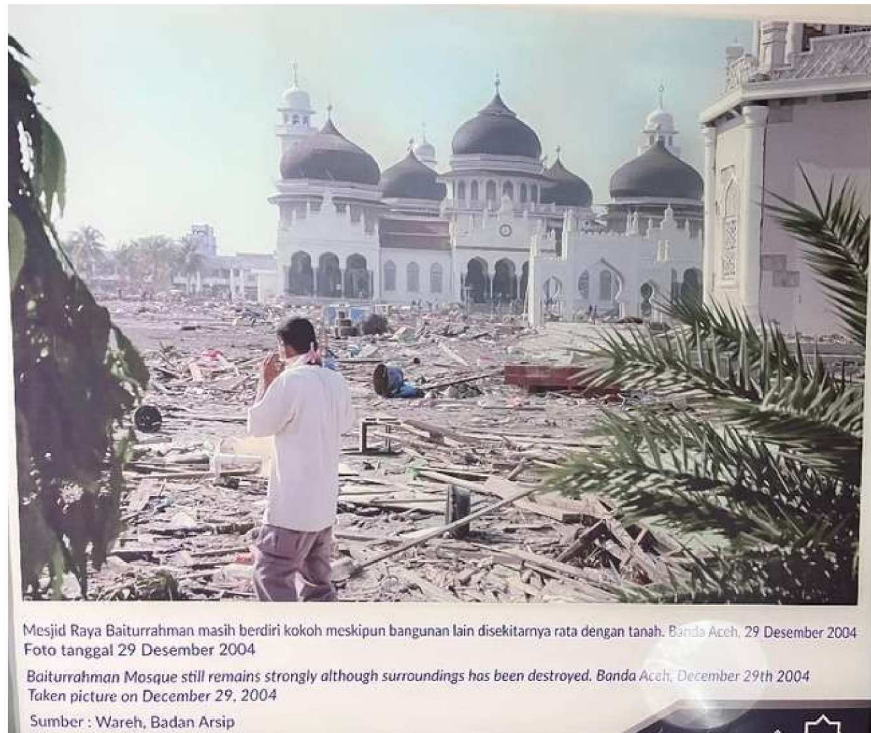 Mesjid Raya Baiturrahman masih berdiri kokoh meskipun bangunan lain disekitarnya rata dengan tanah. Banda Aceh, 29 Desember 2004
Foto tanggal 29 Desember 2004
Baiturrahman Mosque still remains strongly although surroundings has been destroyed. Banda Aceh, December 29th 2004
Taken picture on December 29, 2004
Sumber : Wareh, Badan Arsip